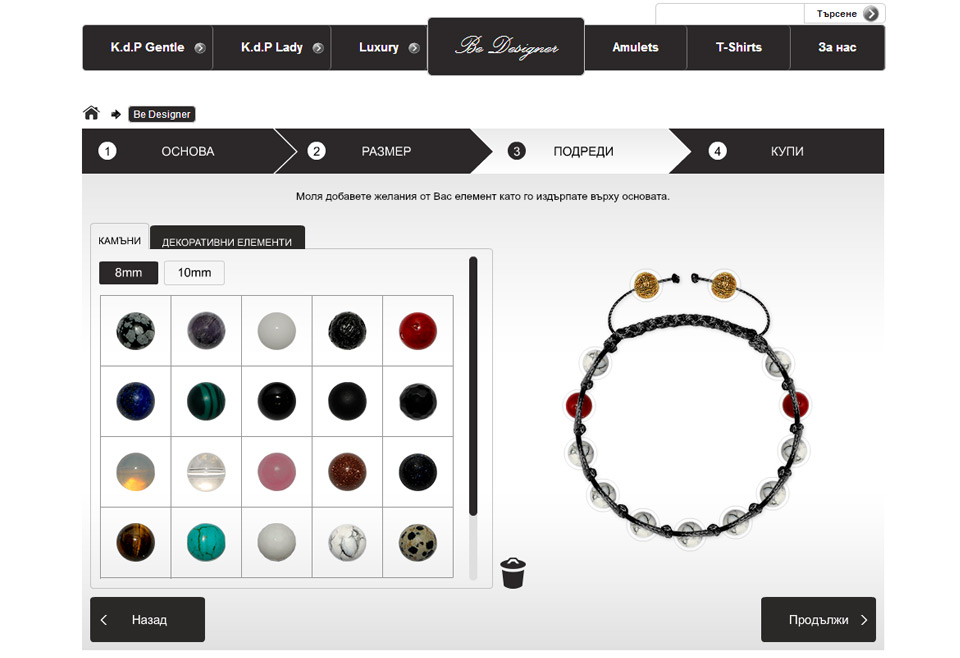 Търсене
K.d.P Gentle
K.d.P Lady
Luxury
Be Designer
Amulets
T-Shirts
За нас
Be Designer
1 ОСНОВА
2 РАЗМЕР
3 ПОДРЕДИ
4 КУПИ
Моля добавете желания от Вас елемент като го издърпате върху основата.
КАМЪНИ
ДЕКОРАТИВНИ ЕЛЕМЕНТИ
8mm
10mm
Назад
Продължи